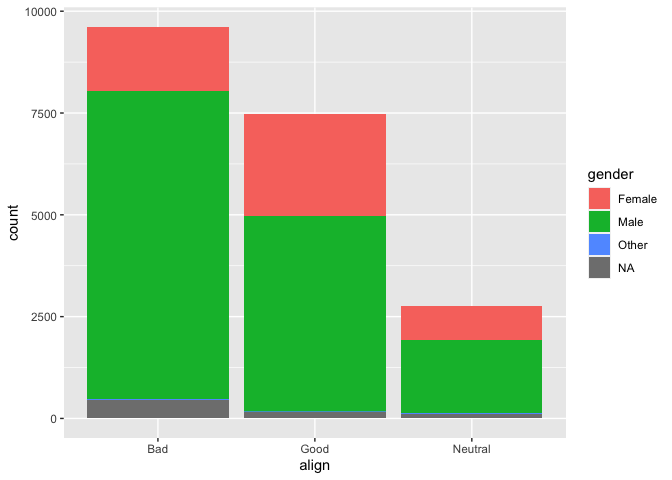 10000
7500
5000
2500
0
count
Bad Good Neutral
align
gender
Female
Male
Other
NA